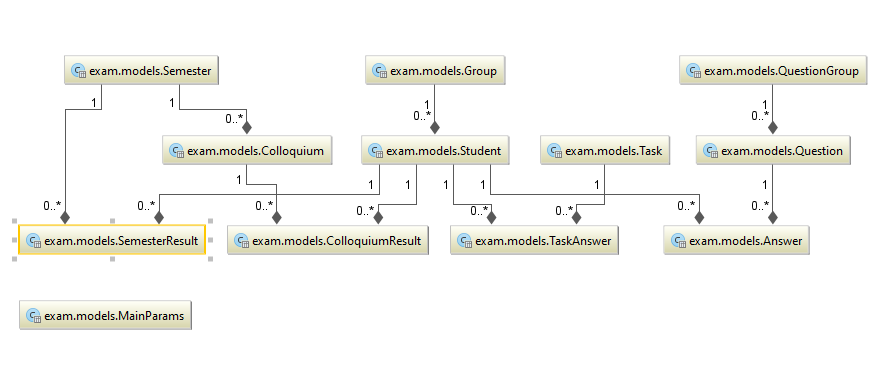 exam.models.Semester
exam.models.Group
exam.models.QuestionGroup
1
1
1
1
0..*
0..*
0..*
exam.models.Colloquium
exam.models.Student
exam.models.Task
exam.models.Question
1
1
1
1
1
1
1
0..*
0..*
0..*
0..*
0..*
0..*
0..*
0..*
exam.models.SemesterResult
exam.models.ColloquiumResult
exam.models.TaskAnswer
exam.models.Answer
exam.models.MainParams